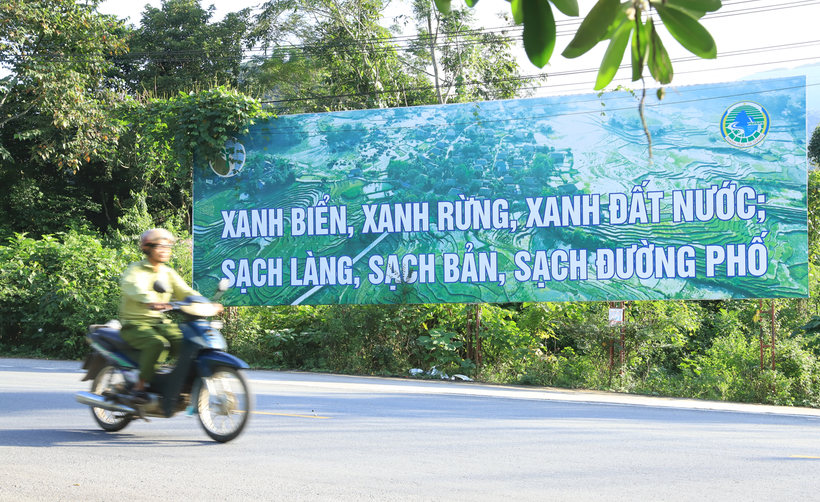 XANH BIỂN, XANH RỪNG, XANH ĐẤT NƯỚC;
SẠCH LÀNG, SẠCH BẢN, SẠCH ĐƯỜNG PHỐ